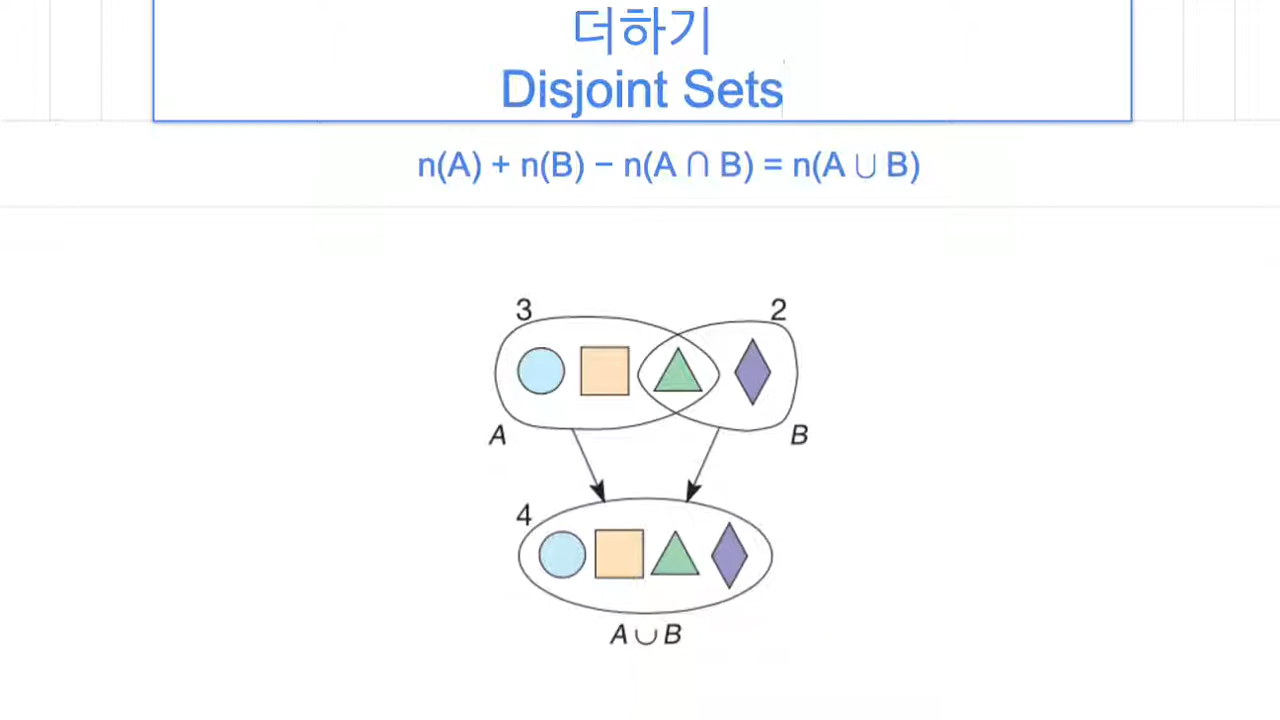 더하기
Disjoint Sets
n(A) + n(B) − n(A ∩ B) = n(A ∪ B)
3 2
A B
4
A ∪ B